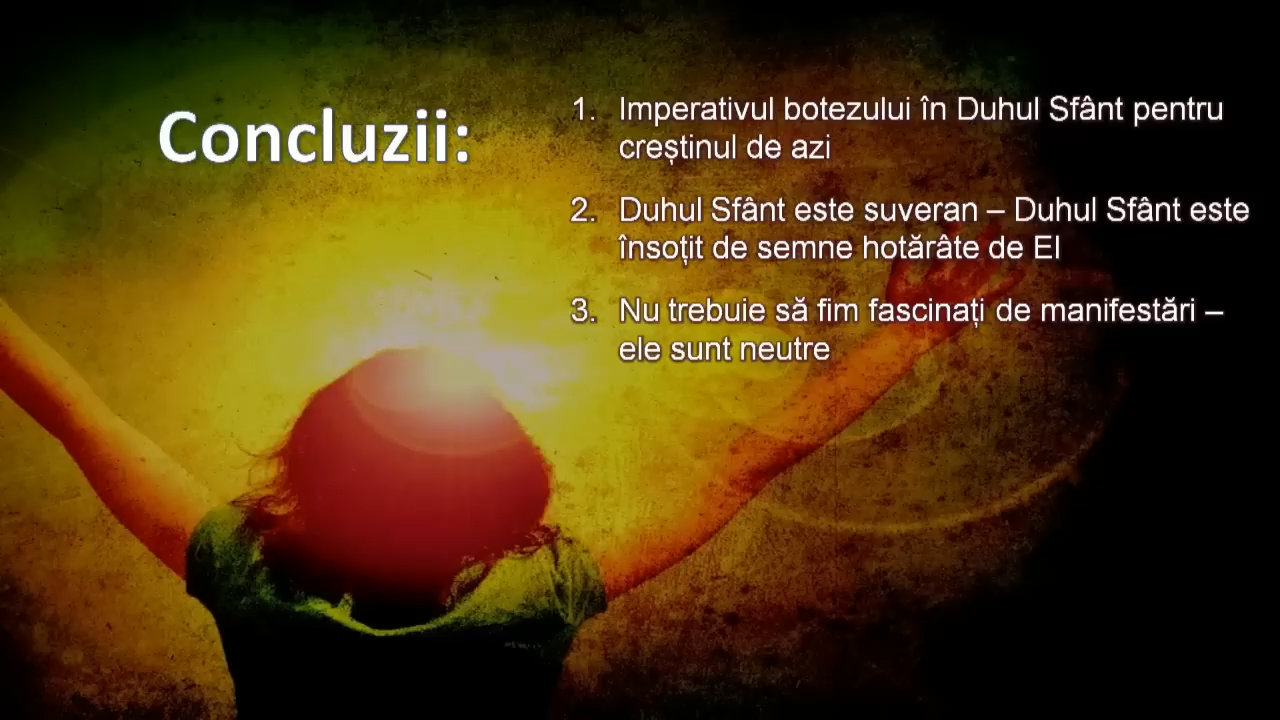 Concluzii:
1. Imperativul botezului în Duhul Sfânt pentru
creștinul de azi
2. Duhul Sfânt este suveran – Duhul Sfânt este
însoțit de semne hotărâte de El
3. Nu trebuie să fim fascinați de manifestări –
ele sunt neutre